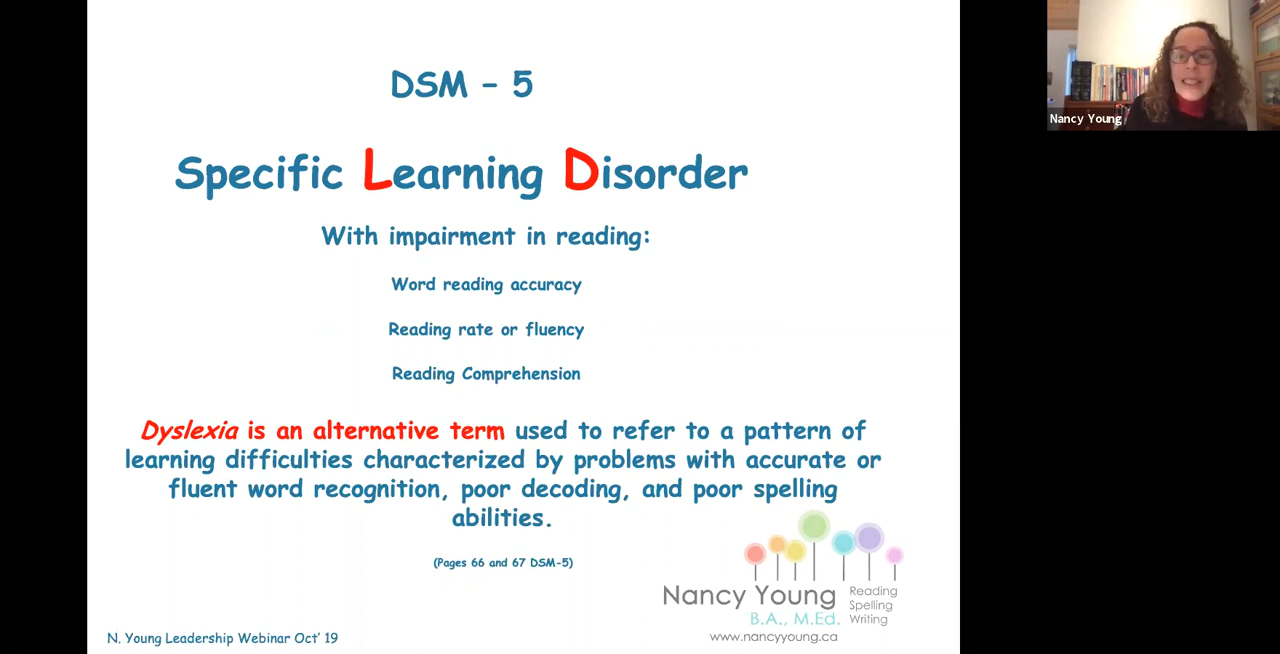 DSM - 5
Specific Learning Disorder
With impairment in reading:
Word reading accuracy
Reading rate or fluency
Reading Comprehension
Dyslexia is an alternative term used to refer to a pattern of
learning difficulties characterized by problems with accurate or
fluent word recognition, poor decoding, and poor spelling
abilities.
(Pages 66 and 67 DSM-5)
Nancy Young
B.A., M.Ed.
www.nancyyoung.ca
Reading
Spelling
Writing
N. Young Leadership Webinar Oct' 19
Nancy Young